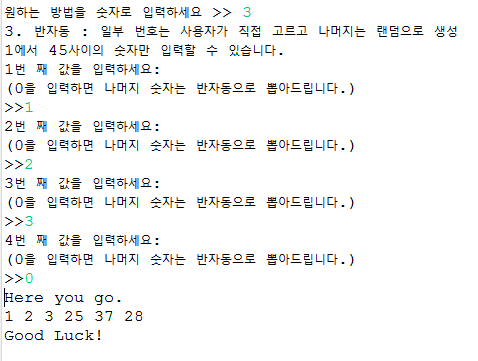 원하는 방법을 숫자로 입력하세요 >> 3
3. 반자동 : 일부 번호는 사용자가 직접 고르고 나머지는 랜덤으로 생성
1에서 45사이의 숫자만 입력할 수 있습니다.
1번 째 값을 입력하세요:
(0을 입력하면 나머지 숫자는 반자동으로 뽑아드립니다.)
>>1
2번 째 값을 입력하세요:
(0을 입력하면 나머지 숫자는 반자동으로 뽑아드립니다.)
>>2
3번 째 값을 입력하세요:
(0을 입력하면 나머지 숫자는 반자동으로 뽑아드립니다.)
>>3
4번 째 값을 입력하세요:
(0을 입력하면 나머지 숫자는 반자동으로 뽑아드립니다.)
>>0
Here you go.
1 2 3 25 37 28
Good Luck!